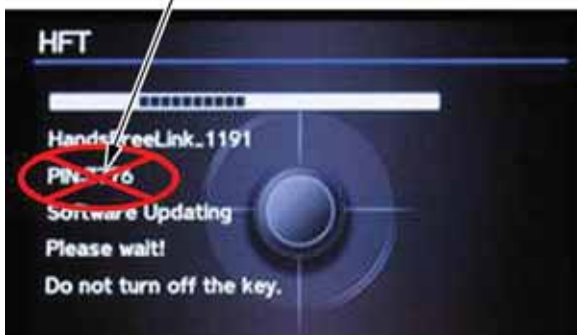 HFT
HandsFreeLink_1191
PIN
Software Updating
Please wait!
Do not turn off the key.